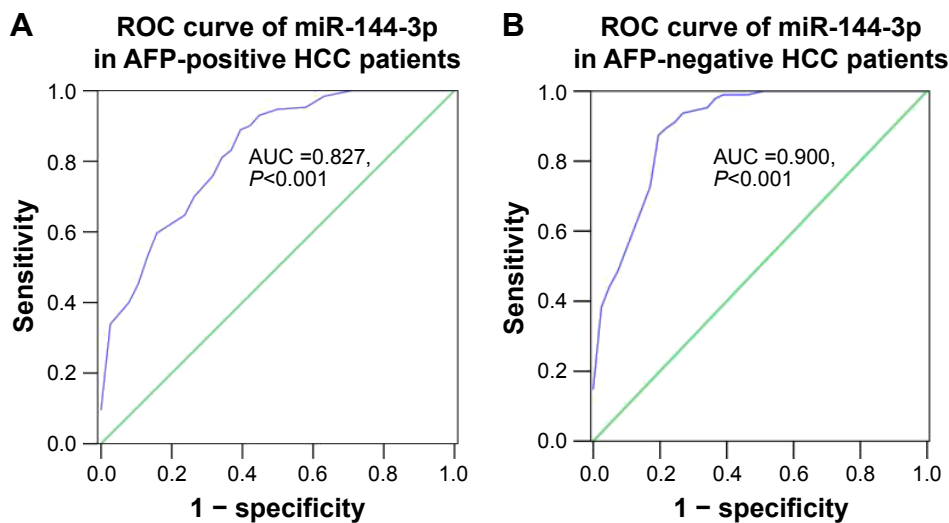 A
ROC curve of miR-144-3p
in AFP-positive HCC patients
1.0
0.8
0.6
0.4
0.2
0.0
Sensitivity
AUC =0.827,
P<0.001
0.0 0.2 0.4 0.6 0.8 1.0
1 − specificity
B
ROC curve of miR-144-3p
in AFP-negative HCC patients
1.0
0.8
0.6
0.4
0.2
0.0
Sensitivity
AUC =0.900,
P<0.001
0.0 0.2 0.4 0.6 0.8 1.0
1 − specificity